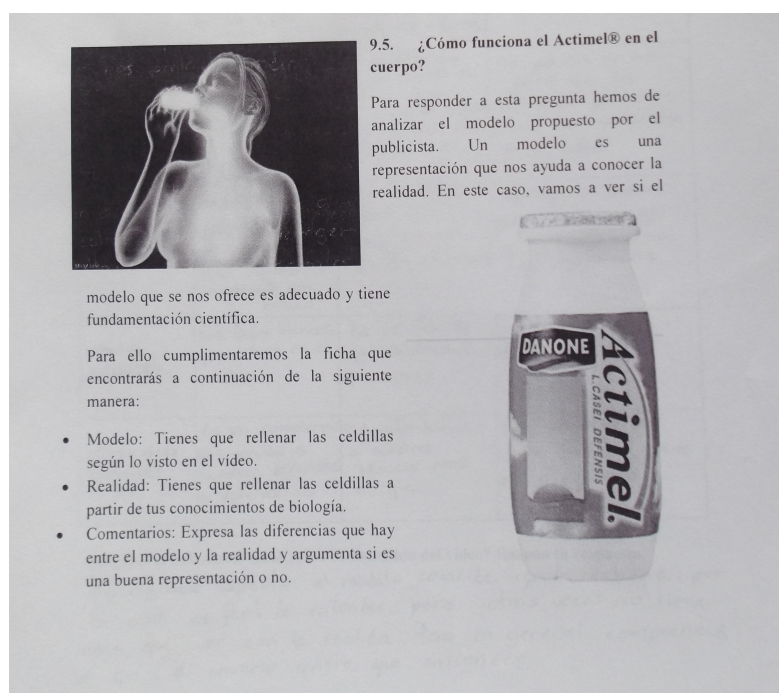 9.5. ¿Cómo funciona el Actimel® en el
cuerpo?
Para responder a esta pregunta hemos de
analizar el modelo propuesto por el
publicista. Un modelo es una
representación que nos ayuda a conocer la
realidad. En este caso, vamos a ver si el
modelo que se nos ofrece es adecuado y tiene
fundamentación científica.
Para ello cumplimentaremos la ficha que
encontrarás a continuación de la siguiente
manera:
• Modelo: Tienes que rellenar las celdillas
según lo visto en el vídeo.
• Realidad: Tienes que rellenar las celdillas a
partir de tus conocimientos de biología.
• Comentarios: Expresa las diferencias que hay
entre el modelo y la realidad y argumenta si es
una buena representación o no.
DANONE
Actimel
L.CASEI DEFENSIS